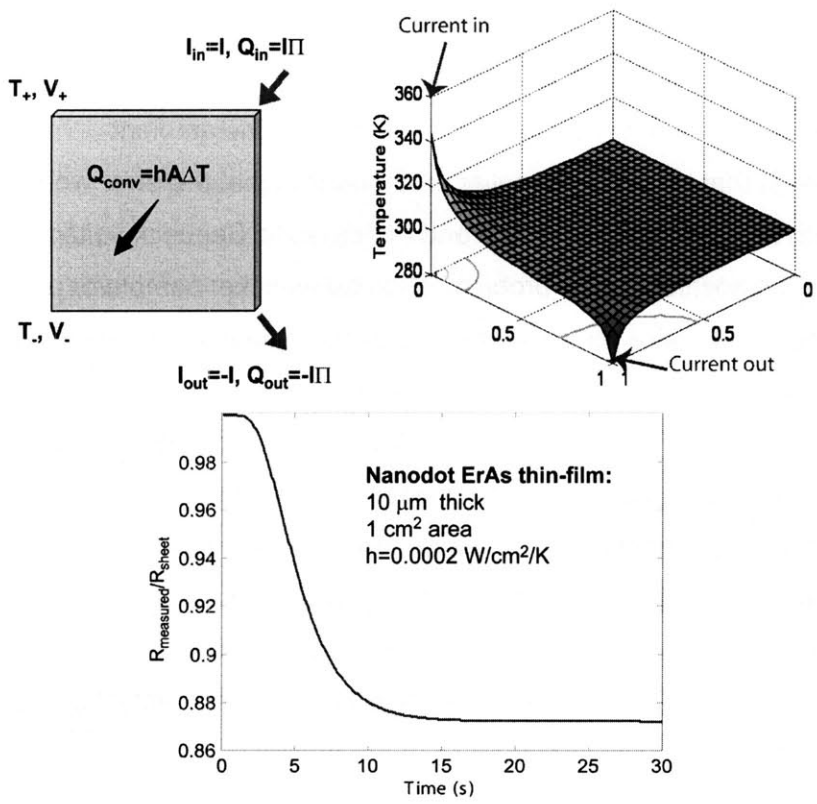 I_in=I, Q_in=IΠ
T₊, V₊
Q_conv=hAΔT
T₋, V₋
I_out=-I, Q_out=-IΠ
Current in
Temperature (K)
360
340
320
300
280
0
0.5
1
1
0.5
0
Current out
R_measured/R_sheet
0.98
0.96
0.94
0.92
0.9
0.88
0.86
Nanodot ErAs thin-film:
10 μm thick
1 cm² area
h=0.0002 W/cm²/K
0 5 10 15 20 25 30
Time (s)